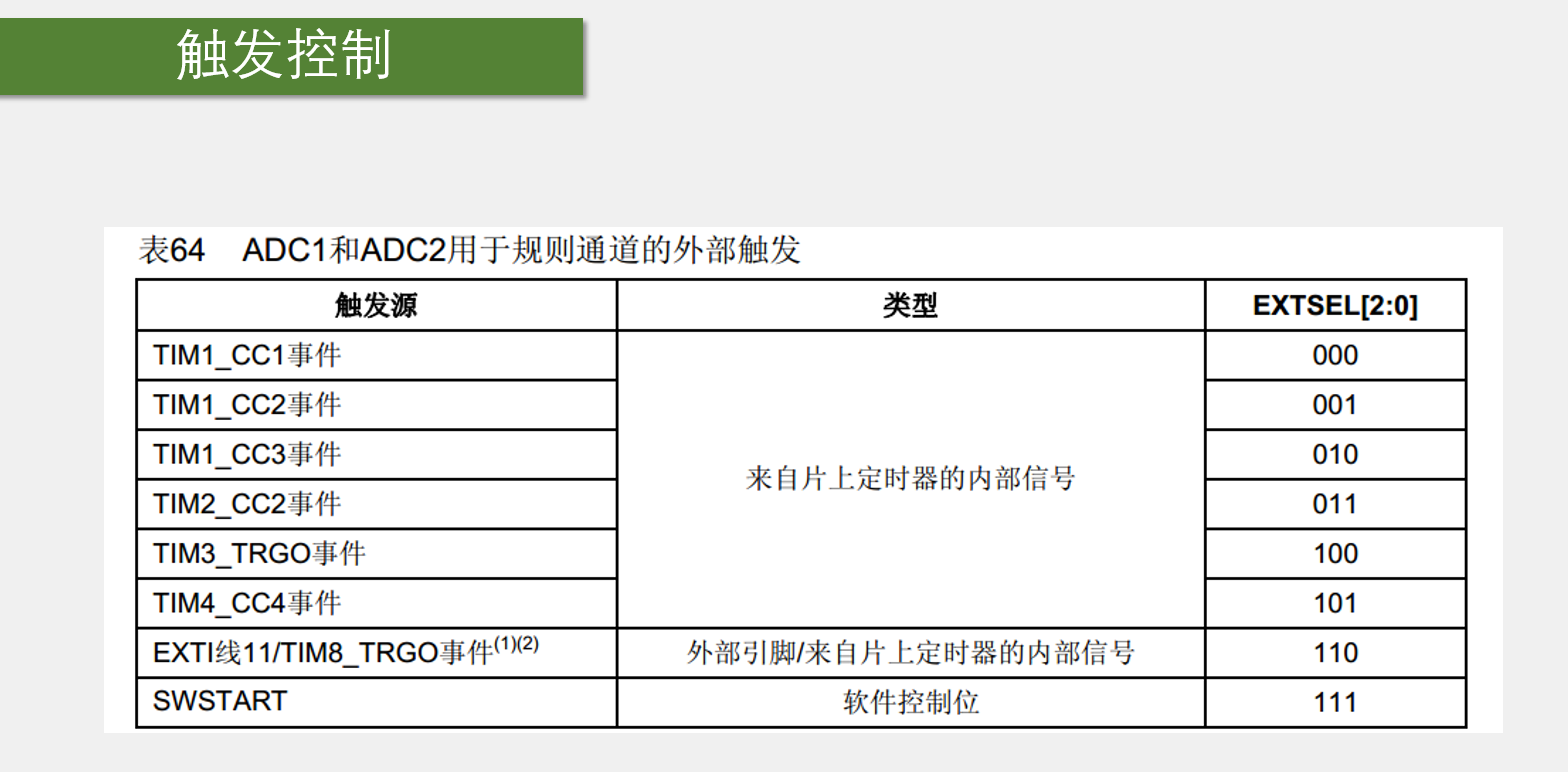 触发控制
表64 ADC1和ADC2用于规则通道的外部触发
触发源 类型 EXTSEL[2:0]
TIM1_CC1事件 000
TIM1_CC2事件 001
TIM1_CC3事件 010
来自片上定时器的内部信号
TIM2_CC2事件 011
TIM3_TRGO事件 100
TIM4_CC4事件 101
EXTI线11/TIM8_TRGO事件(1)(2) 外部引脚/来自片上定时器的内部信号 110
SWSTART 软件控制位 111